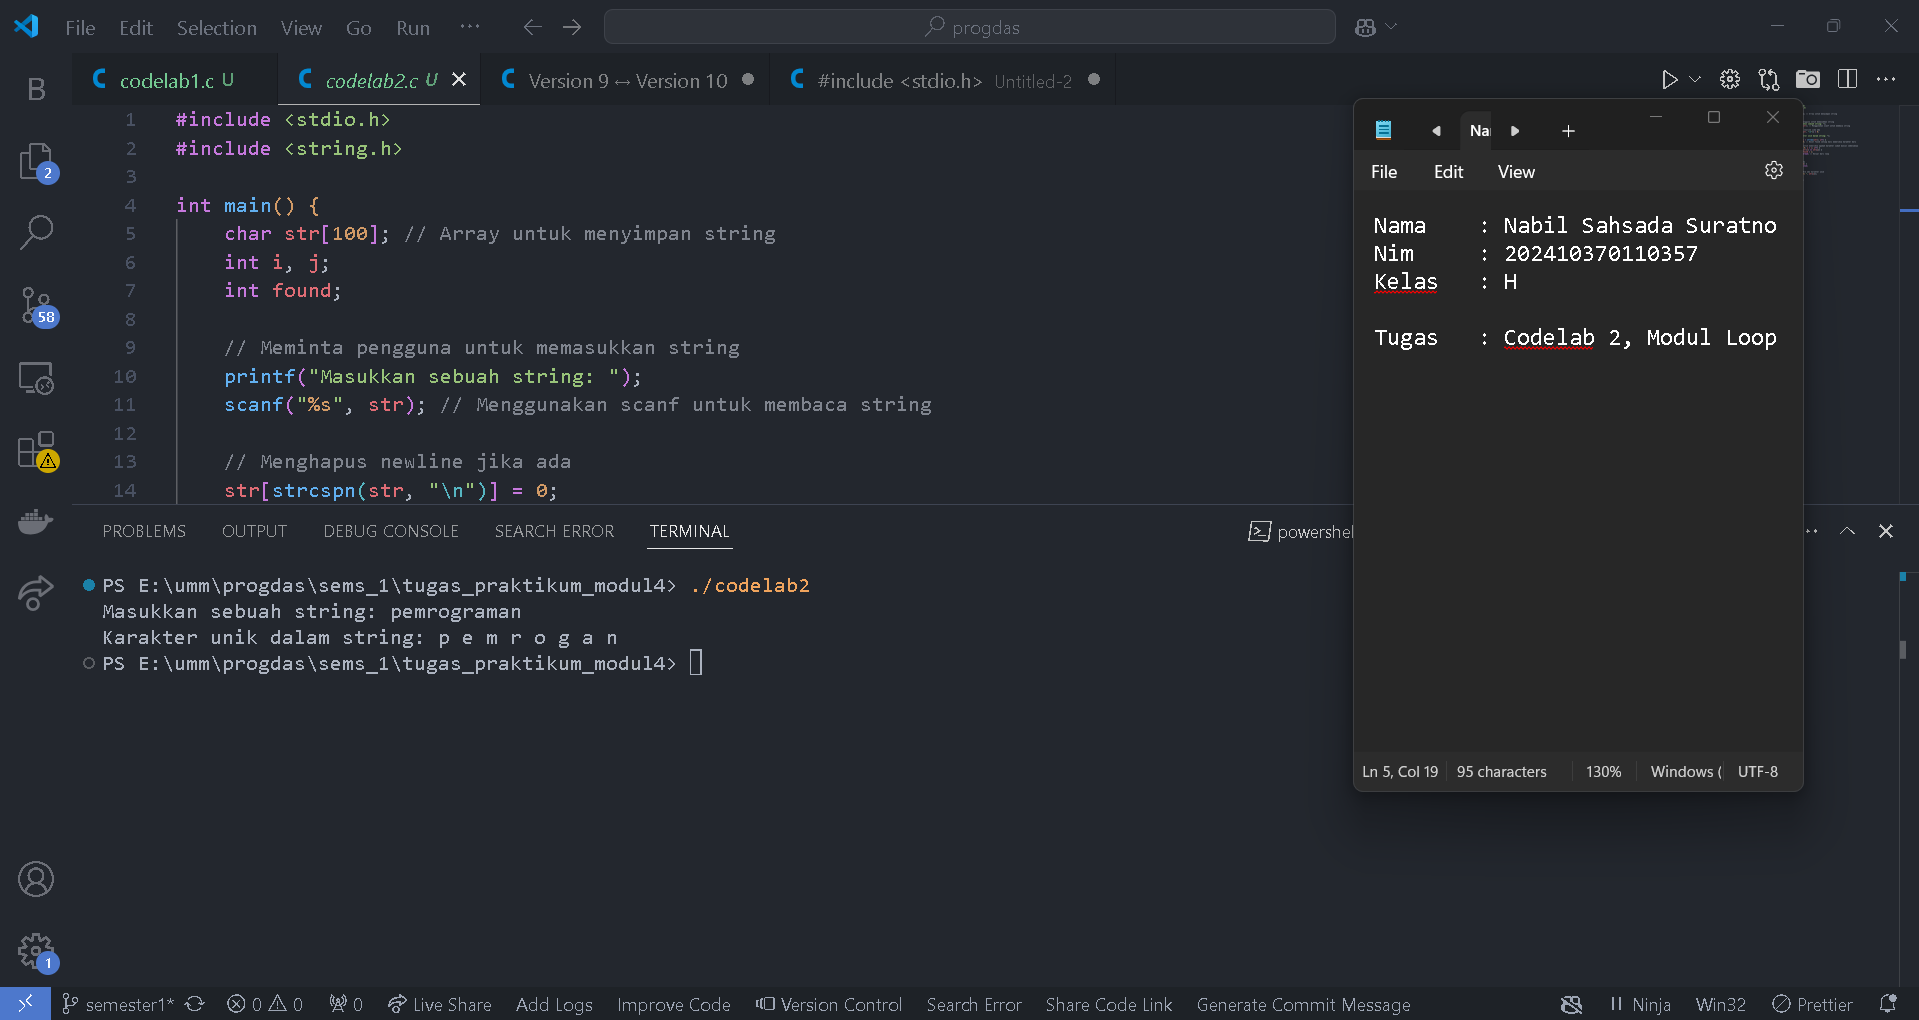 File Edit Selection View Go Run ··· progdas
codelab1.c U codelab2.c U Version 9 ↔ Version 10 #include <stdio.h> Untitled-2
1 #include <stdio.h>
2 #include <string.h>
3
4 int main() {
5 char str[100]; // Array untuk menyimpan string
6 int i, j;
7 int found;
8
9 // Meminta pengguna untuk memasukkan string
10 printf("Masukkan sebuah string: ");
11 scanf("%s", str); // Menggunakan scanf untuk membaca string
12
13 // Menghapus newline jika ada
14 str[strcspn(str, "\n")] = 0;
B
2
58
1
PROBLEMS OUTPUT DEBUG CONSOLE SEARCH ERROR TERMINAL
PS E:\umm\progdas\sems_1\tugas_praktikum_modul4> ./codelab2
Masukkan sebuah string: pemrograman
Karakter unik dalam string: p e m r o g a n
PS E:\umm\progdas\sems_1\tugas_praktikum_modul4>
File Edit View
Nama : Nabil Sahsada Suratno
Nim : 202410370110357
Kelas : H
Tugas : Codelab 2, Modul Loop
Ln 5, Col 19 95 characters 130% Windows ( UTF-8
semester1* 0 0 0 Live Share Add Logs Improve Code Version Control Search Error Share Code Link Generate Commit Message Ninja Win32 Prettier